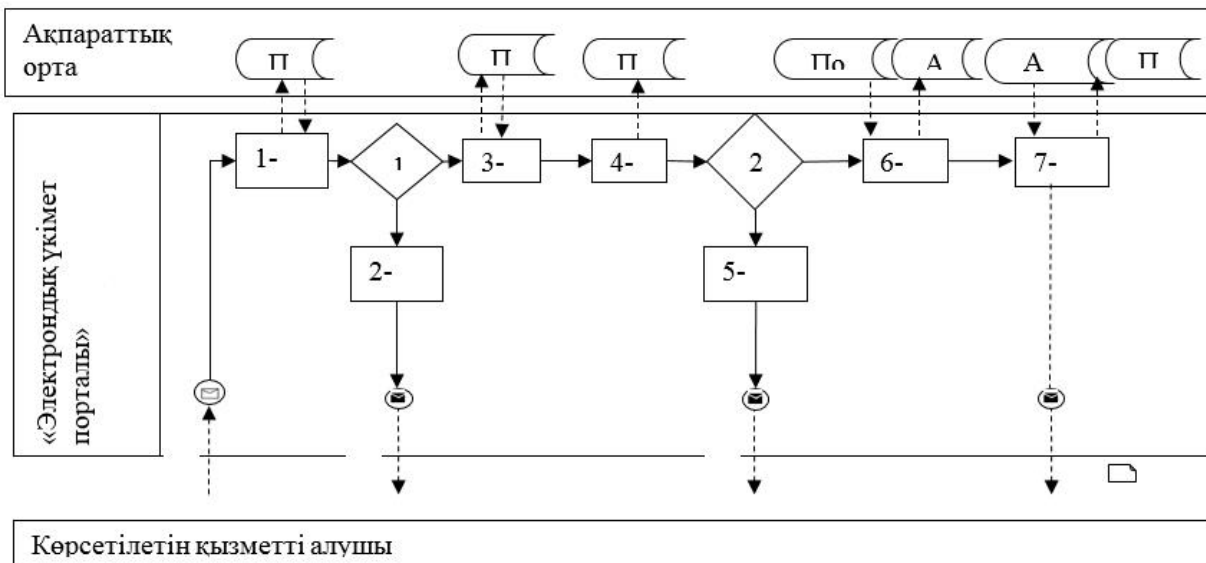 Ақпараттық
орта
П
П
П
По
А
А
П
1-
1
3-
4-
2
6-
7-
2-
5-
«Электрондық үкімет
порталы»
Көрсетілетін қызметті алушы